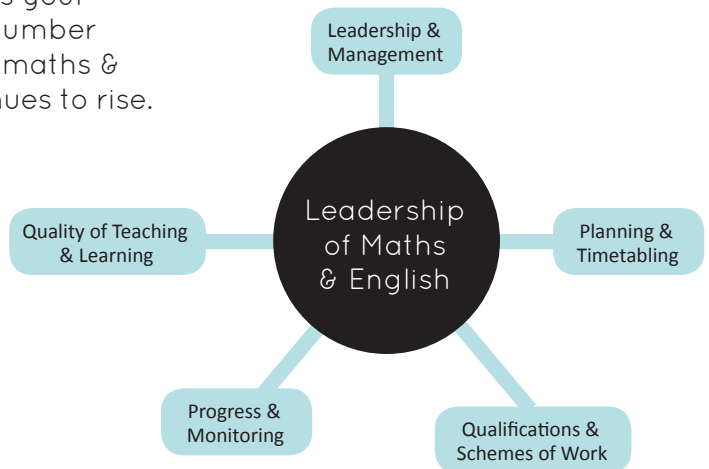 your
umber
maths &
ues to rise.
Leadership &
Management
Leadership
of Maths
& English
Quality of Teaching
& Learning
Planning &
Timetabling
Progress &
Monitoring
Qualifications &
Schemes of Work